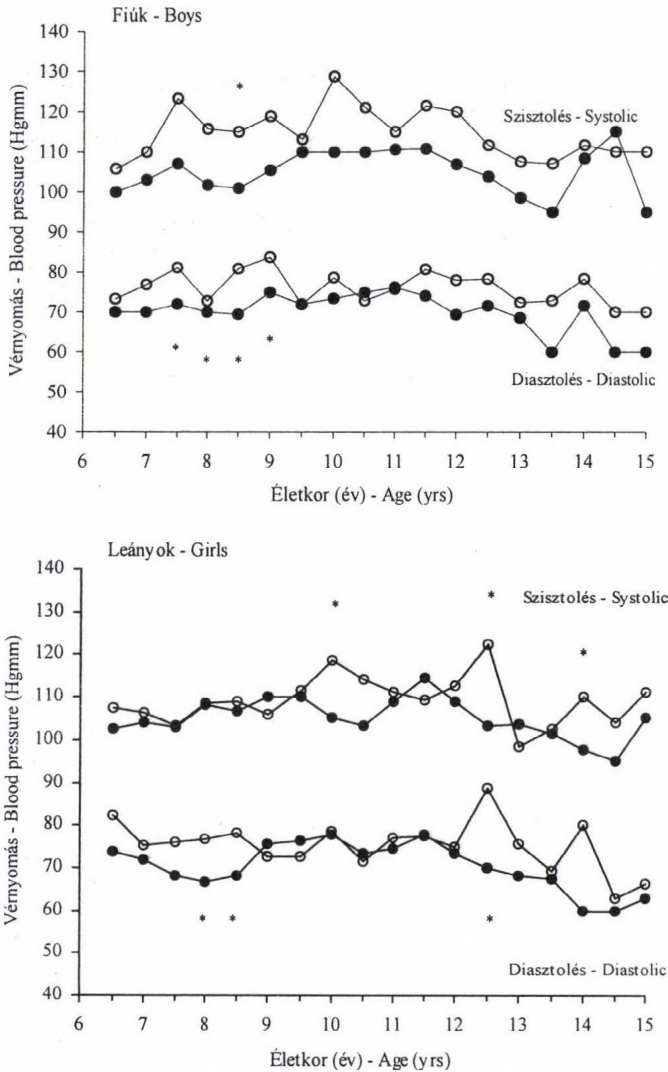 Fiúk - Boys
Vérnyomás - Blood pressure (Hgmm)
140
130
120
110
100
90
80
70
60
50
40
*
Szisztolés - Systolic
* * * *
Diasztolés - Diastolic
6 7 8 9 10 11 12 13 14 15
Életkor (év) - Age (yrs)
Leányok - Girls
Vérnyomás - Blood pressure (Hgmm)
140
130
120
110
100
90
80
70
60
50
40
* * *
Szisztolés - Systolic
* * *
Diasztolés - Diastolic
6 7 8 9 10 11 12 13 14 15
Életkor (év) - Age (yrs)